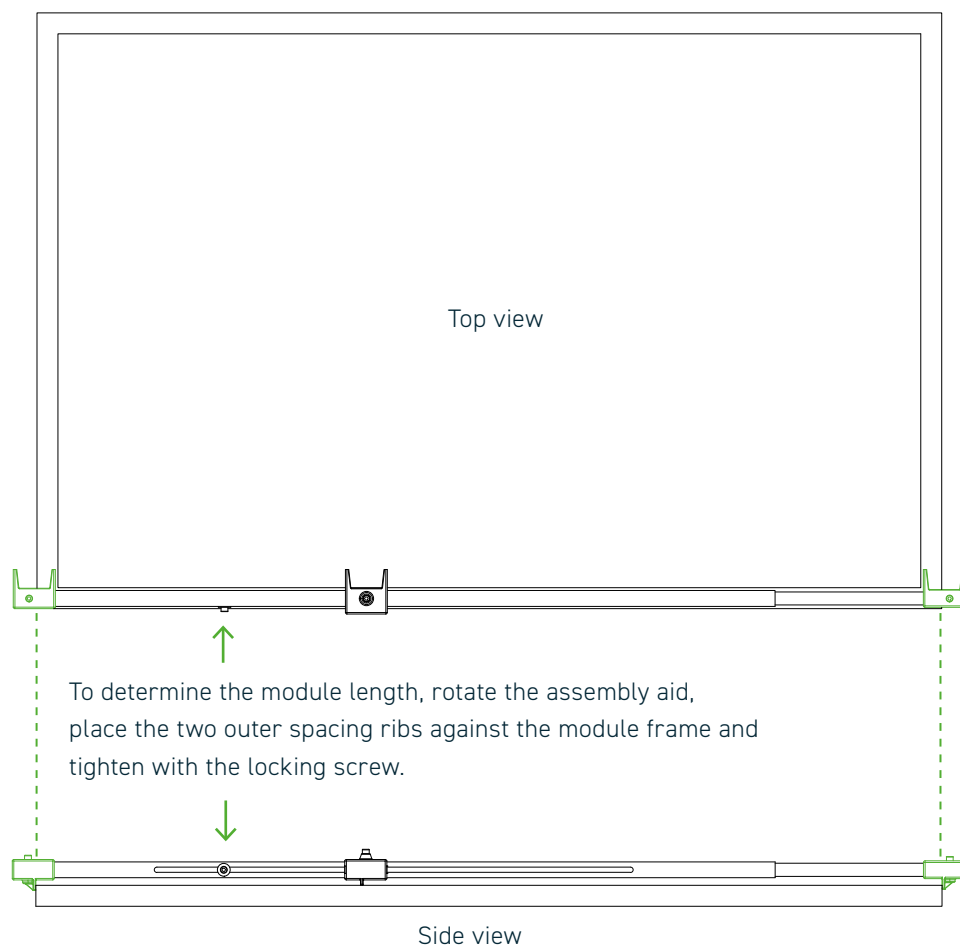 Top view
To determine the module length, rotate the assembly aid,
place the two outer spacing ribs against the module frame and
tighten with the locking screw.
Side view